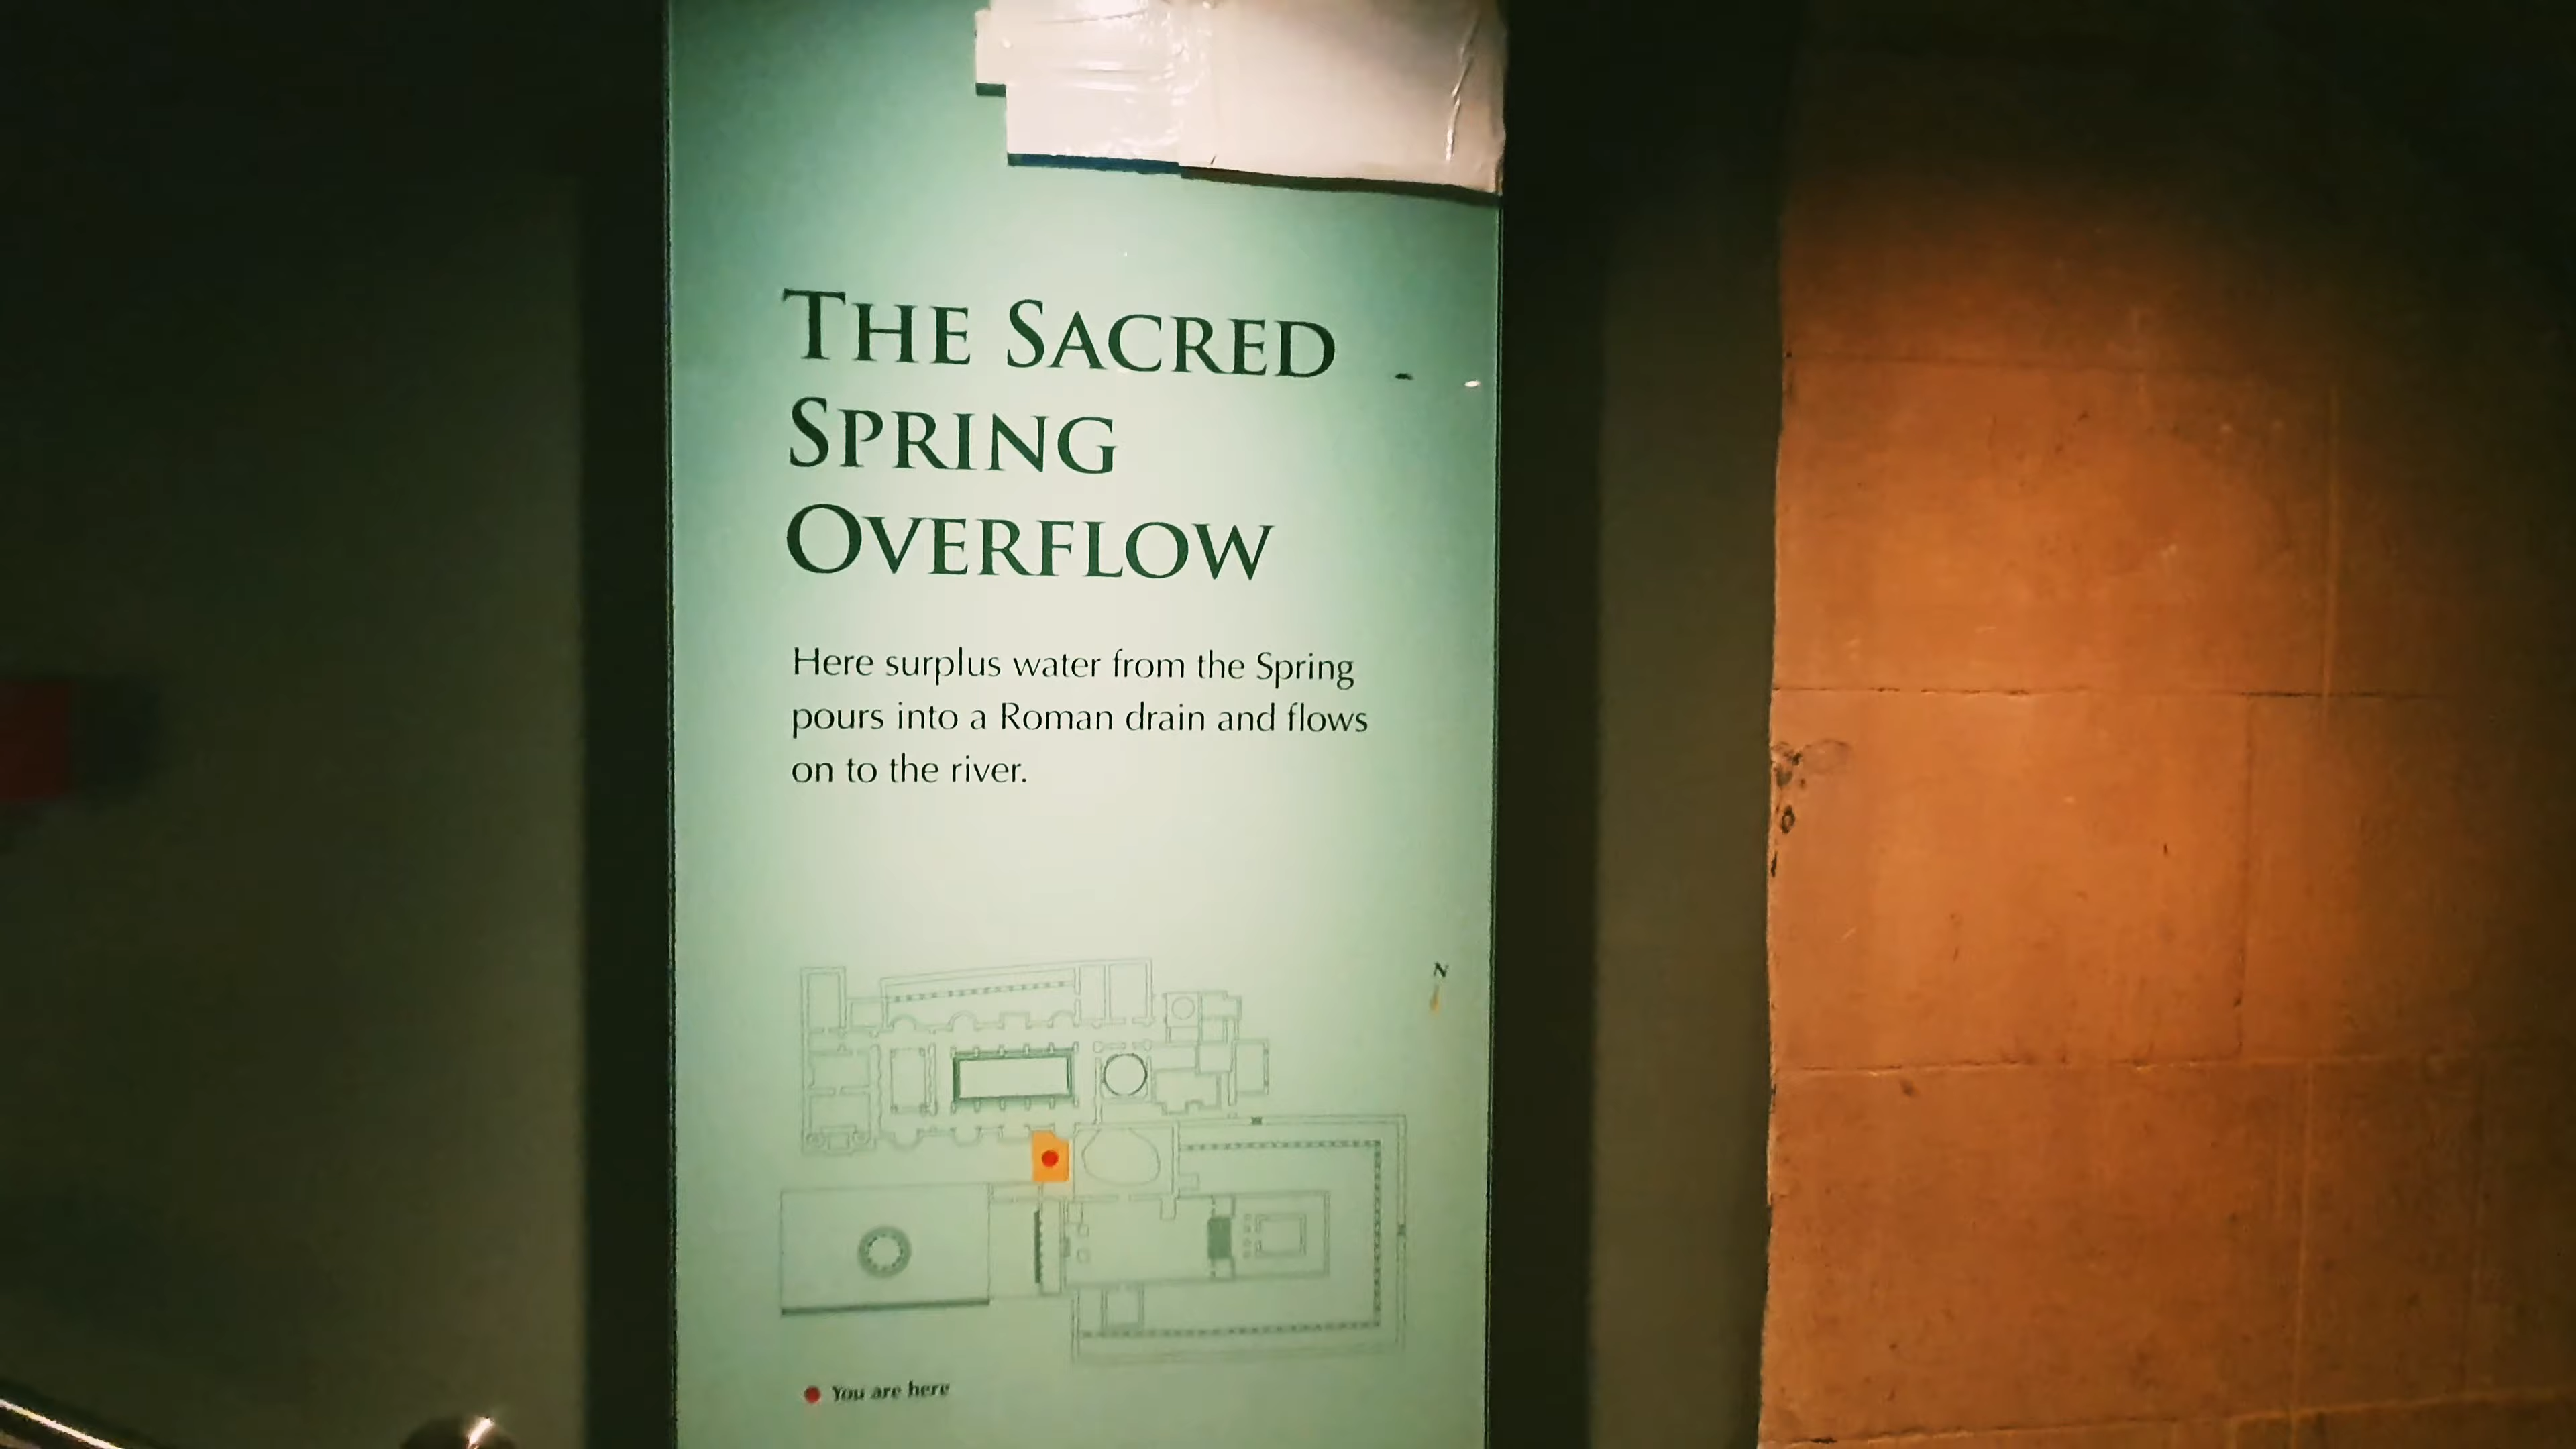 THE SACRED
SPRING
OVERFLOW
Here surplus water from the Spring
pours into a Roman drain and flows
on to the river.
N
You are here